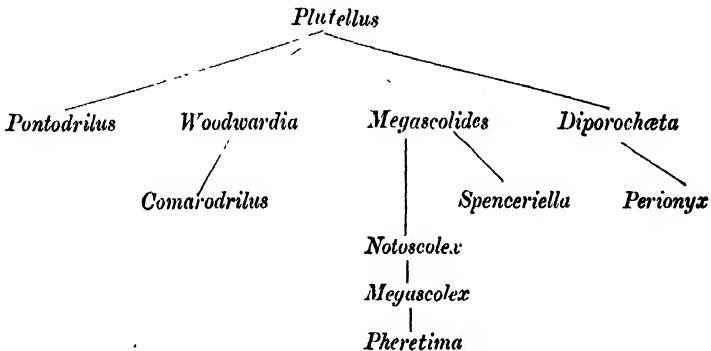 Plutellus
Pontodrilus Woodwardia Megascolides Diporochæta
Comarodrilus Spenceriella Perionyx
Notoscolex
Megascolex
Pheretima